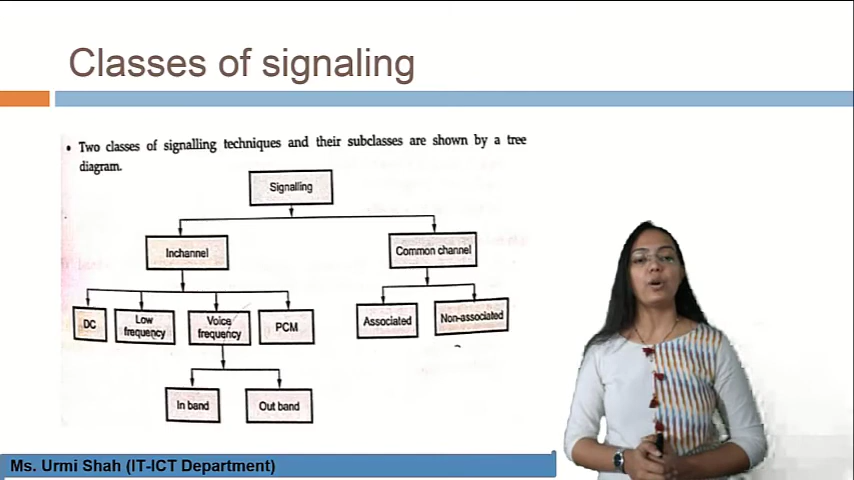 Classes of signaling
• Two classes of signalling techniques and their subclasses are shown by a tree
diagram.
Signalling
Inchannel
Common channel
DC
Low
frequency
Voice
frequency
PCM
Associated
Non-associated
In band
Out band
Ms. Urmi Shah (IT-ICT Department)